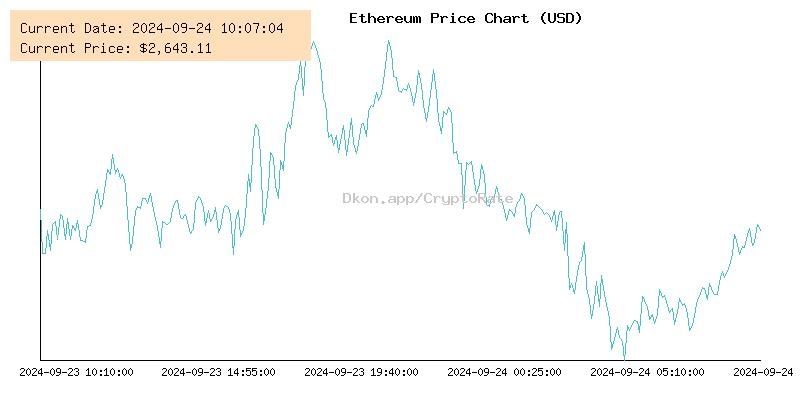 Ethereum Price Chart (USD)
Current Date: 2024-09-24 10:07:04
Current Price: $2,643.11
Dkon.app/CryptoRate
2024-09-23 10:10:00
2024-09-23 14:55:00
2024-09-23 19:40:00
2024-09-24 00:25:00
2024-09-24 05:10:00
2024-09-24